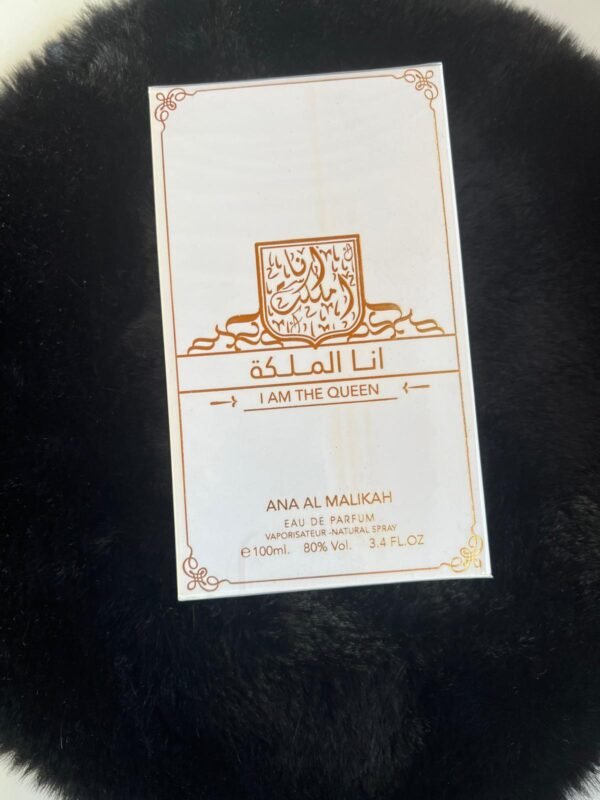 انا الملكة
I AM THE QUEEN
ANA AL MALIKAH
EAU DE PARFUM
VAPORISATEUR-NATURAL SPRAY
e 100ml. 80% Vol. 3.4 FL.OZ